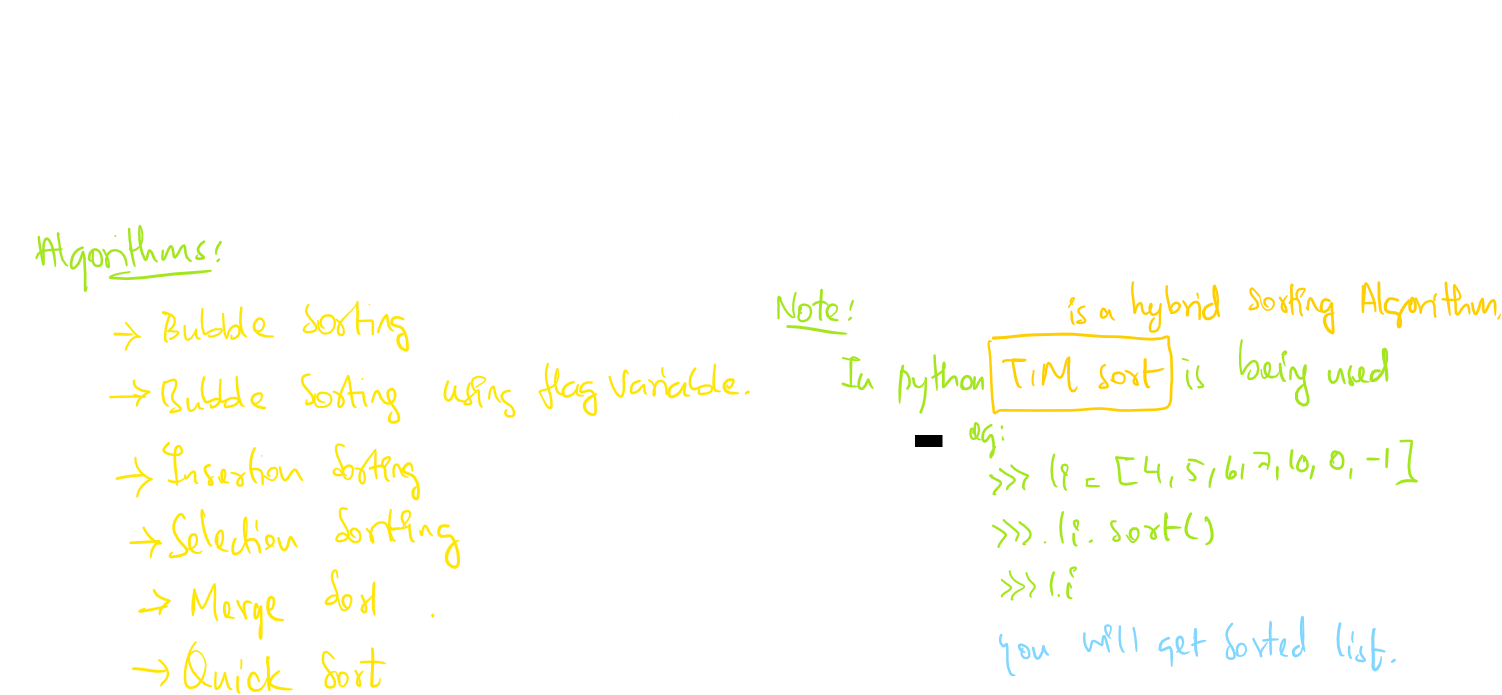 Algorithms:
→ Bubble Sorting
→ Bubble Sorting using flag variable.
→ Insertion Sorting
→ Selection Sorting
→ Merge Sort .
→ Quick Sort
Note:
is a hybrid Sorting Algorithm.
In python TiM sort is being used
eg:
>>> li = [4, 5, 6, 7, 10, 0, -1]
>>> .li.sort()
>>> li
you will get Sorted list.